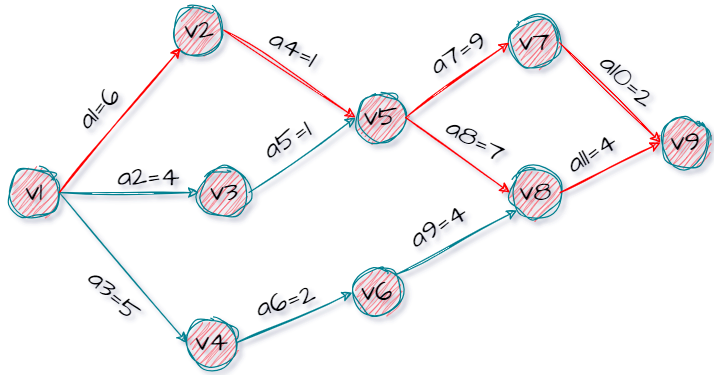 v1
v2
v3
v4
v5
v6
v7
v8
v9
a1=6
a2=4
a3=5
a4=1
a5=1
a6=2
a7=9
a8=7
a9=4
a10=2
a11=4